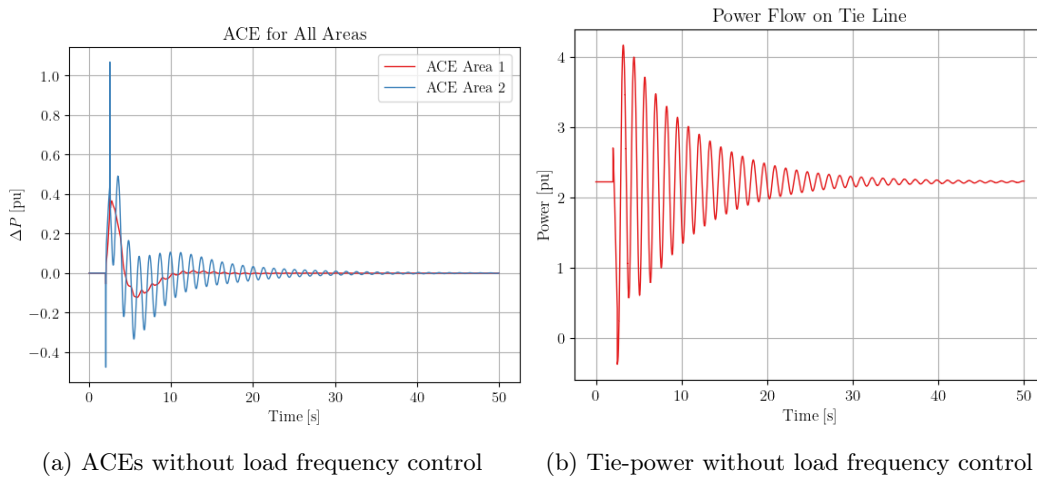 ACE for All Areas
ACE Area 1
ACE Area 2
1.0
0.8
0.6
0.4
0.2
0.0
−0.2
−0.4
ΔP [pu]
0 10 20 30 40 50
Time [s]
(a) ACEs without load frequency control
Power Flow on Tie Line
4
3
2
1
0
Power [pu]
0 10 20 30 40 50
Time [s]
(b) Tie-power without load frequency control